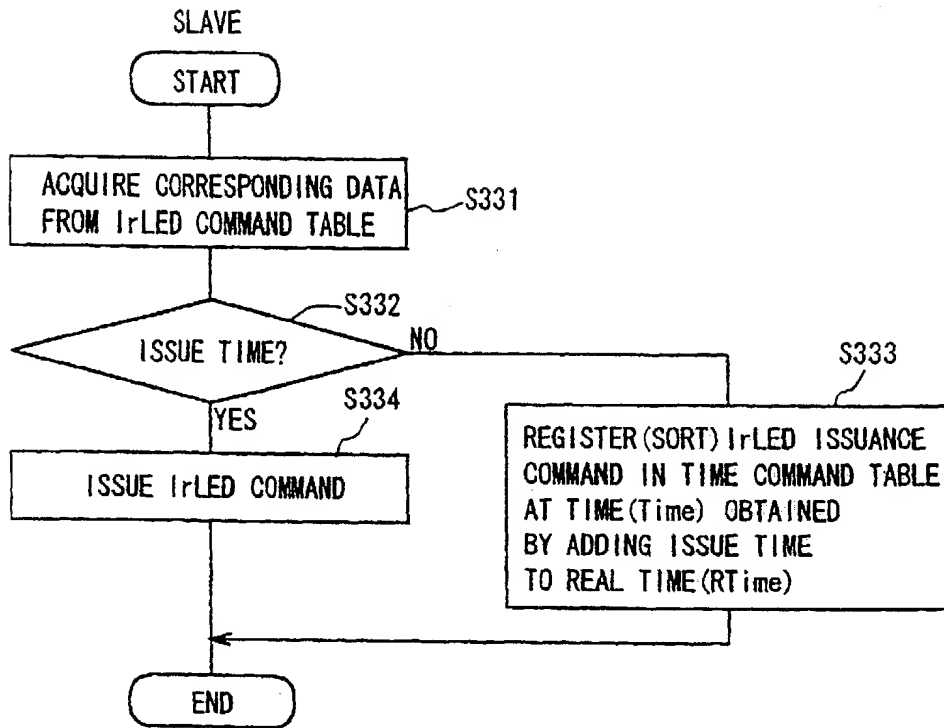 SLAVE
START
ACQUIRE CORRESPONDING DATA
FROM IrLED COMMAND TABLE
S331
S332
ISSUE TIME?
NO
YES
S333
REGISTER(SORT)IrLED ISSUANCE
COMMAND IN TIME COMMAND TABLE
AT TIME(Time) OBTAINED
BY ADDING ISSUE TIME
TO REAL TIME(RTime)
S334
ISSUE IrLED COMMAND
END